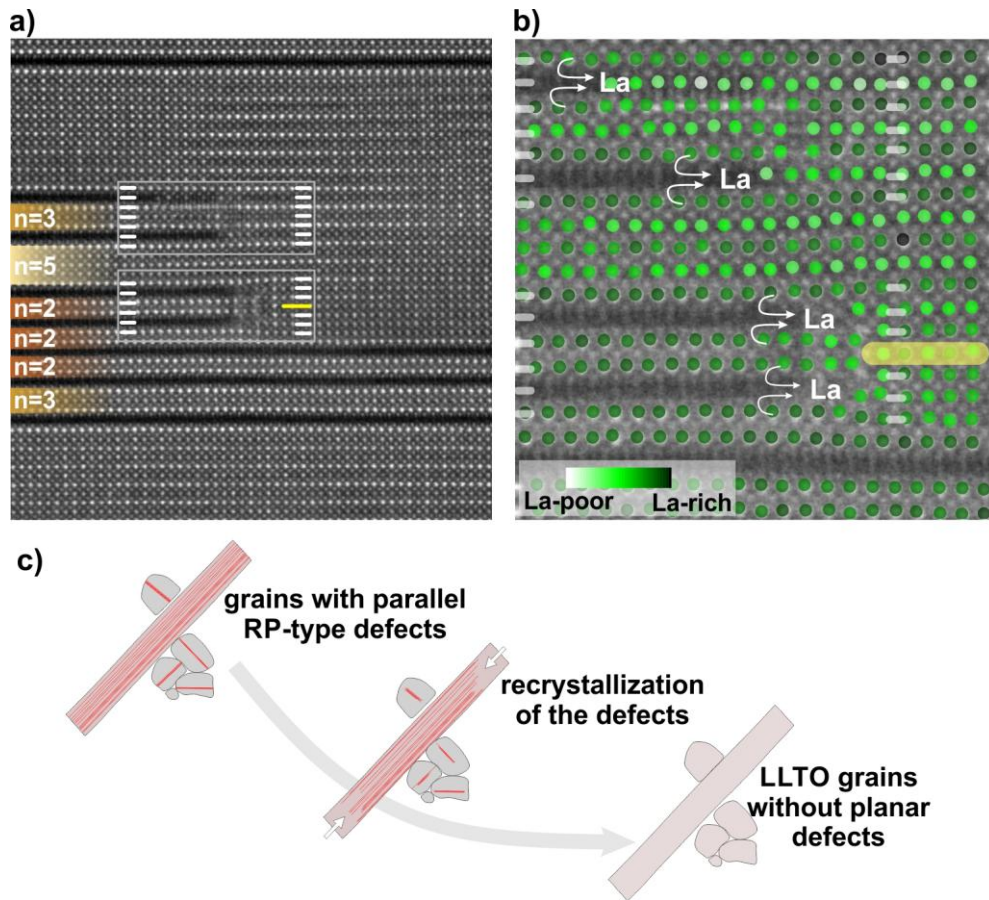 a)
n=3
n=5
n=2
n=2
n=2
n=3
b)
La
La
La
La
La-poor
La-rich
c)
grains with parallel
RP-type defects
recrystallization
of the defects
LLTO grains
without planar
defects